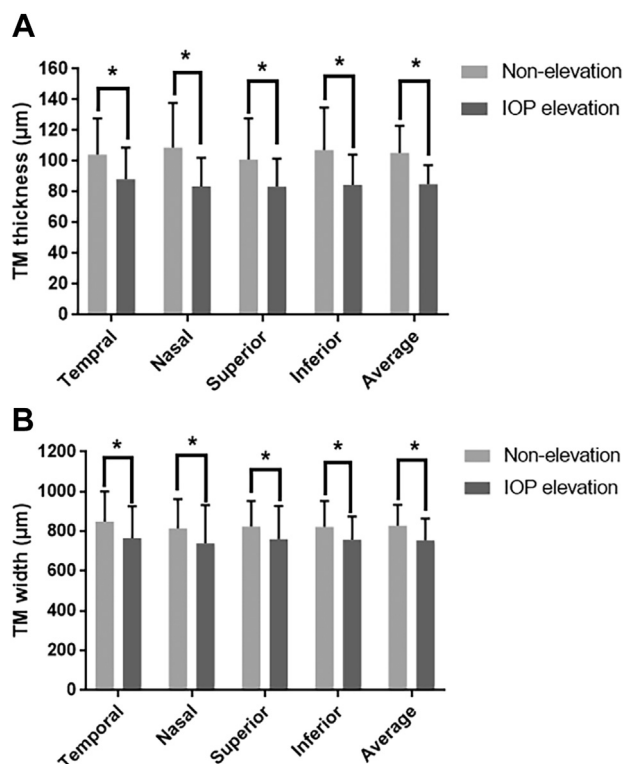 A
TM thickness (μm)
160
140
120
100
80
60
40
20
0
* * * * *
Non-elevation
IOP elevation
Tempral
Nasal
Superior
Inferior
Average
B
TM width (μm)
1200
1000
800
600
400
200
0
* * * * *
Non-elevation
IOP elevation
Temporal
Nasal
Superior
Inferior
Average